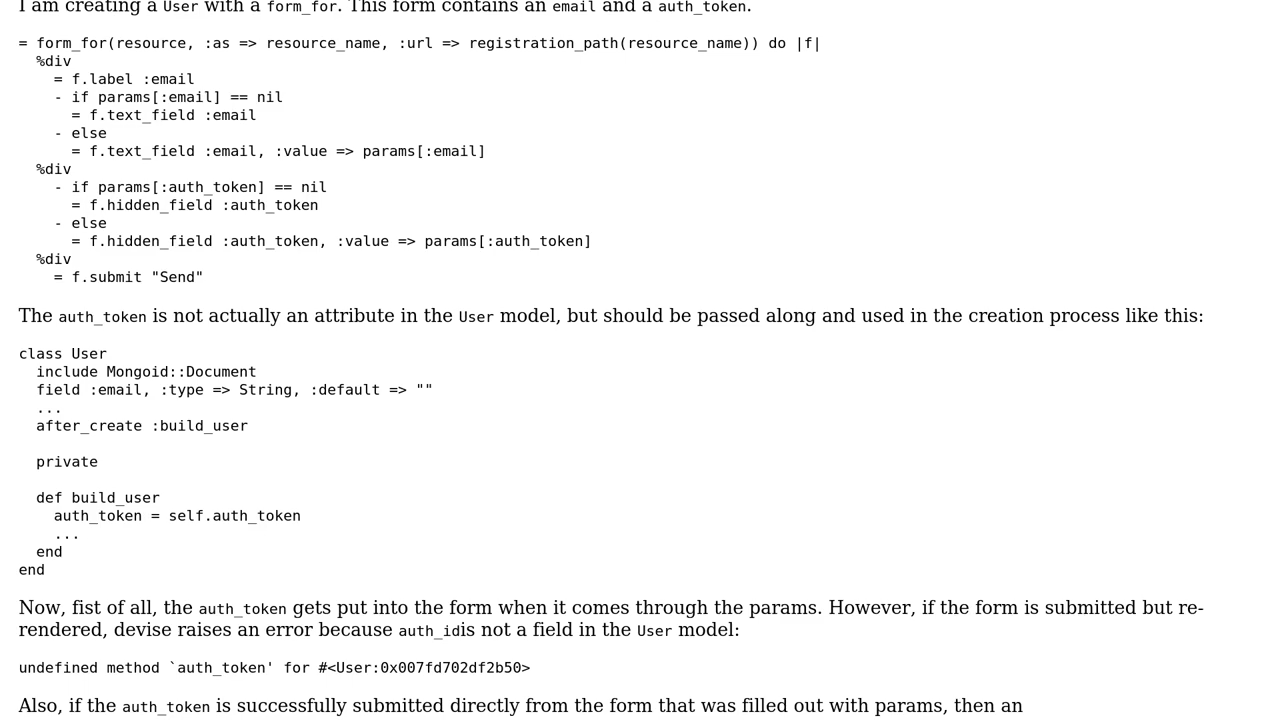 I am creating a User with a form_for. This form contains an email and a auth_token.
= form_for(resource, :as => resource_name, :url => registration_path(resource_name)) do |f|
  %div
    = f.label :email
    - if params[:email] == nil
      = f.text_field :email
    - else
      = f.text_field :email, :value => params[:email]
  %div
    - if params[:auth_token] == nil
      = f.hidden_field :auth_token
    - else
      = f.hidden_field :auth_token, :value => params[:auth_token]
  %div
    = f.submit "Send"
The auth_token is not actually an attribute in the User model, but should be passed along and used in the creation process like this:
class User
  include Mongoid::Document
  field :email, :type => String, :default => ""
  ...
  after_create :build_user
  private
  def build_user
    auth_token = self.auth_token
    ...
  end
end
Now, fist of all, the auth_token gets put into the form when it comes through the params. However, if the form is submitted but re-
rendered, devise raises an error because auth_idis not a field in the User model:
undefined method `auth_token' for #<User:0x007fd702df2b50>
Also, if the auth_token is successfully submitted directly from the form that was filled out with params, then an